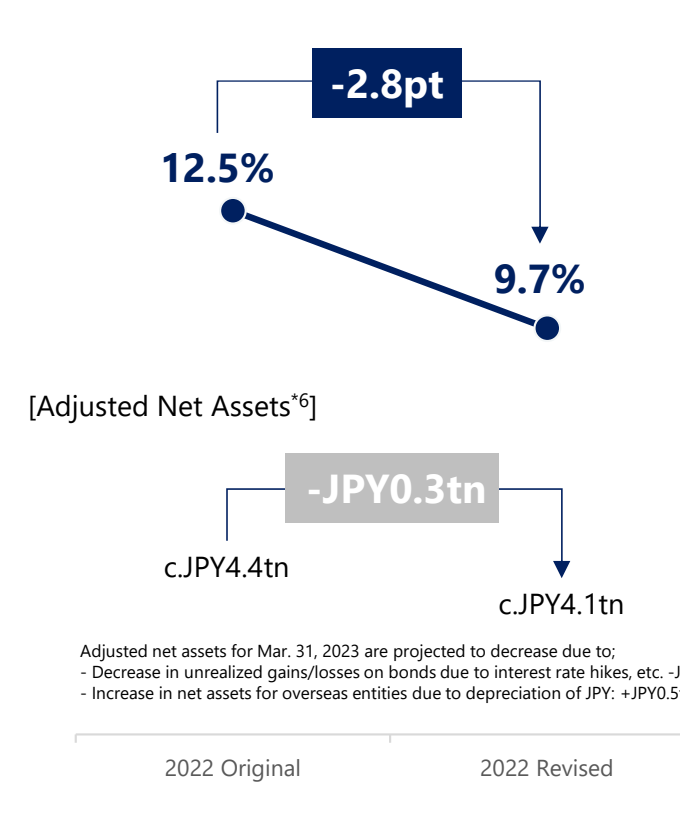 -2.8pt
12.5%
9.7%
[Adjusted Net Assets*6]
-JPY0.3tn
c.JPY4.4tn
c.JPY4.1tn
Adjusted net assets for Mar. 31, 2023 are projected to decrease due to;
- Decrease in unrealized gains/losses on bonds due to interest rate hikes, etc. -J
- Increase in net assets for overseas entities due to depreciation of JPY: +JPY0.5
2022 Original
2022 Revised